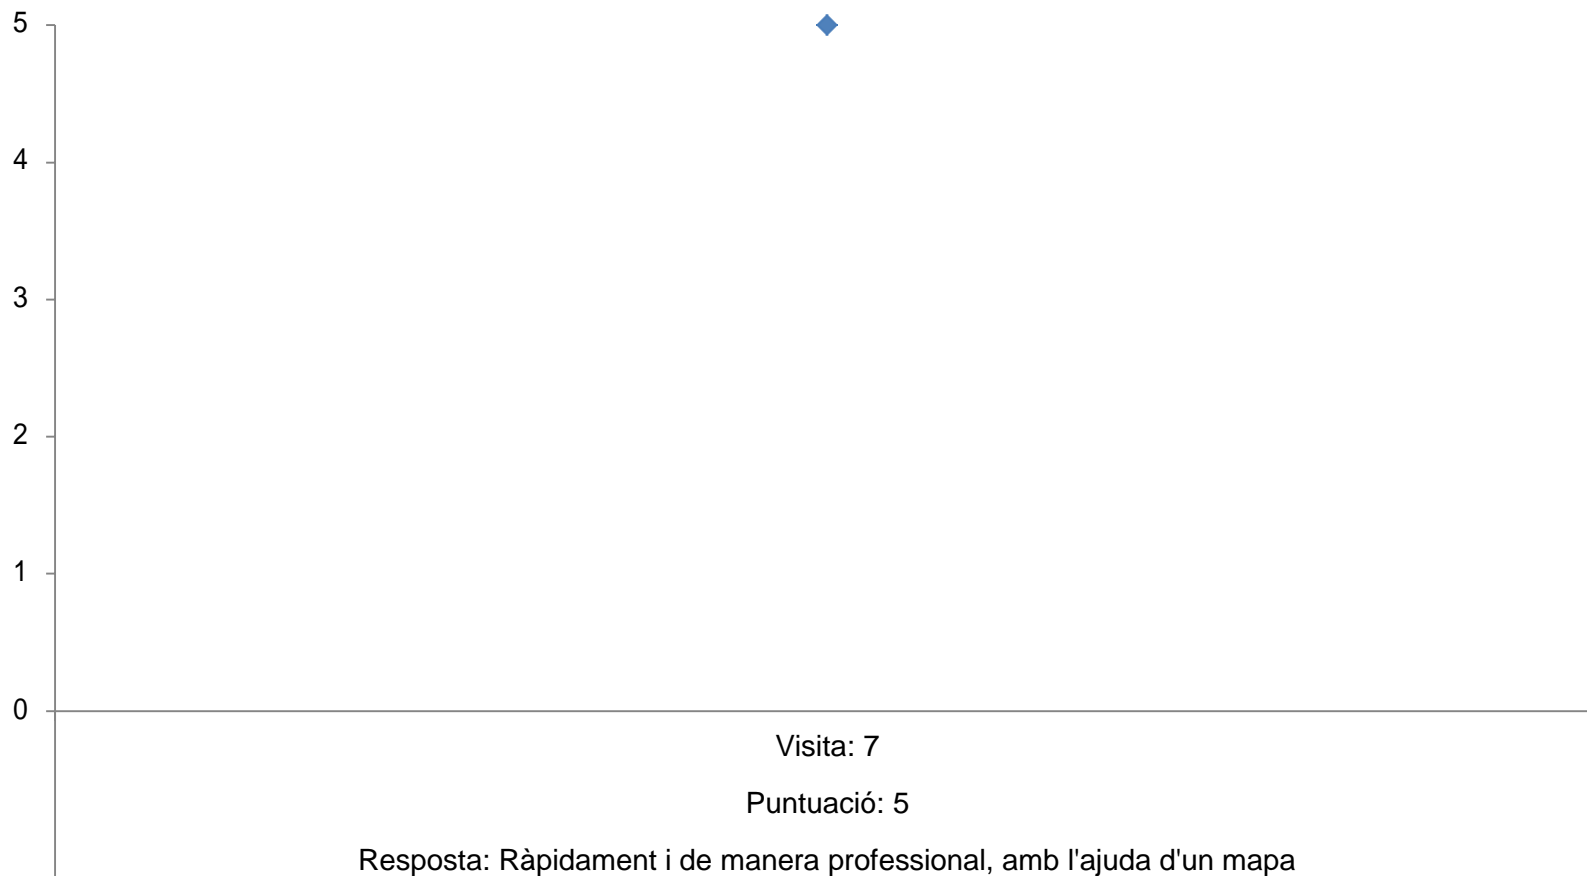 5
4
3
2
1
0
Visita: 7
Puntuació: 5
Resposta: Ràpidament i de manera professional, amb l'ajuda d'un mapa